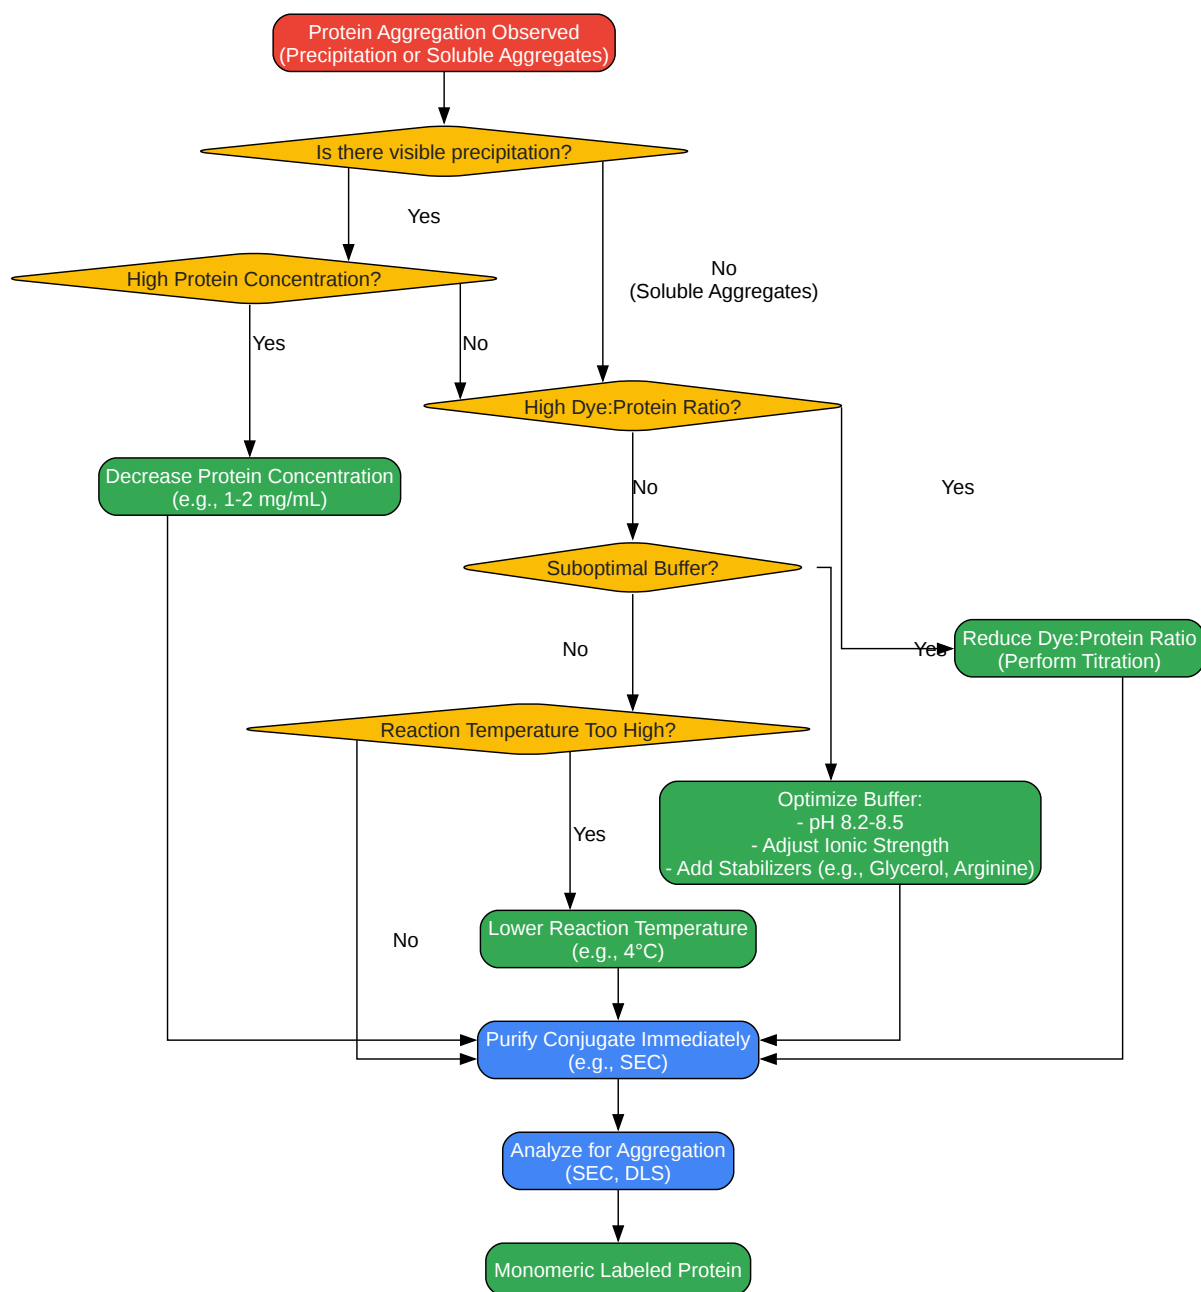 Protein Aggregation Observed
(Precipitation or Soluble Aggregates)
Is there visible precipitation?
Yes
High Protein Concentration?
No
(Soluble Aggregates)
Yes
No
High Dye:Protein Ratio?
Decrease Protein Concentration
(e.g., 1-2 mg/mL)
No
Yes
Suboptimal Buffer?
No
Yes
Reduce Dye:Protein Ratio
(Perform Titration)
Reaction Temperature Too High?
Optimize Buffer:
- pH 8.2-8.5
- Adjust Ionic Strength
- Add Stabilizers (e.g., Glycerol, Arginine)
Yes
No
Lower Reaction Temperature
(e.g., 4°C)
Purify Conjugate Immediately
(e.g., SEC)
Analyze for Aggregation
(SEC, DLS)
Monomeric Labeled Protein